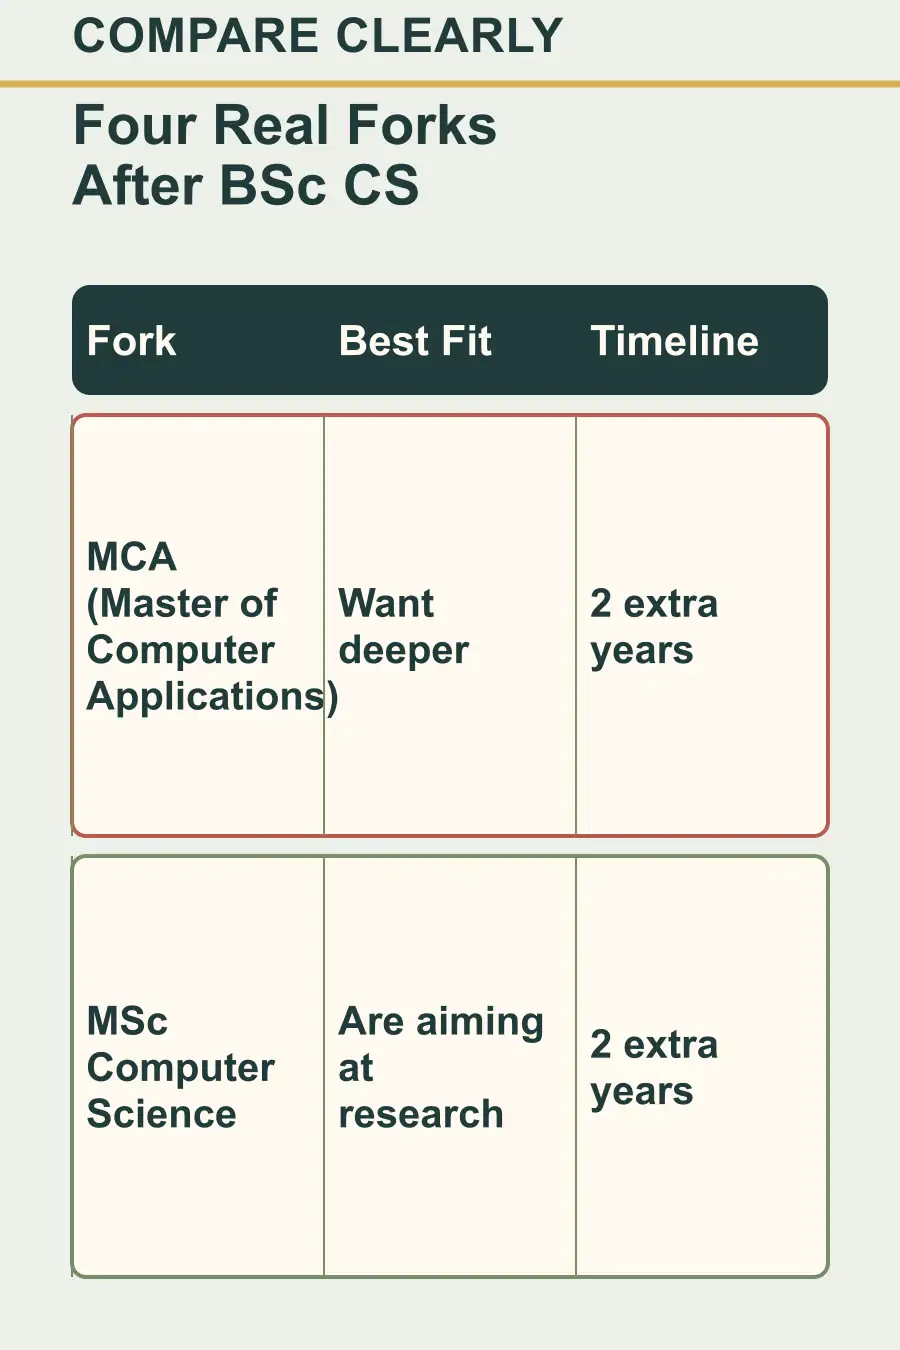 COMPARE CLEARLY
Four Real Forks
After BSc CS
Fork
Best Fit
Timeline
MCA
(Master of
Computer
Applications)
Want
deeper
2 extra
years
MSc
Computer
Science
Are aiming
at
research
2 extra
years